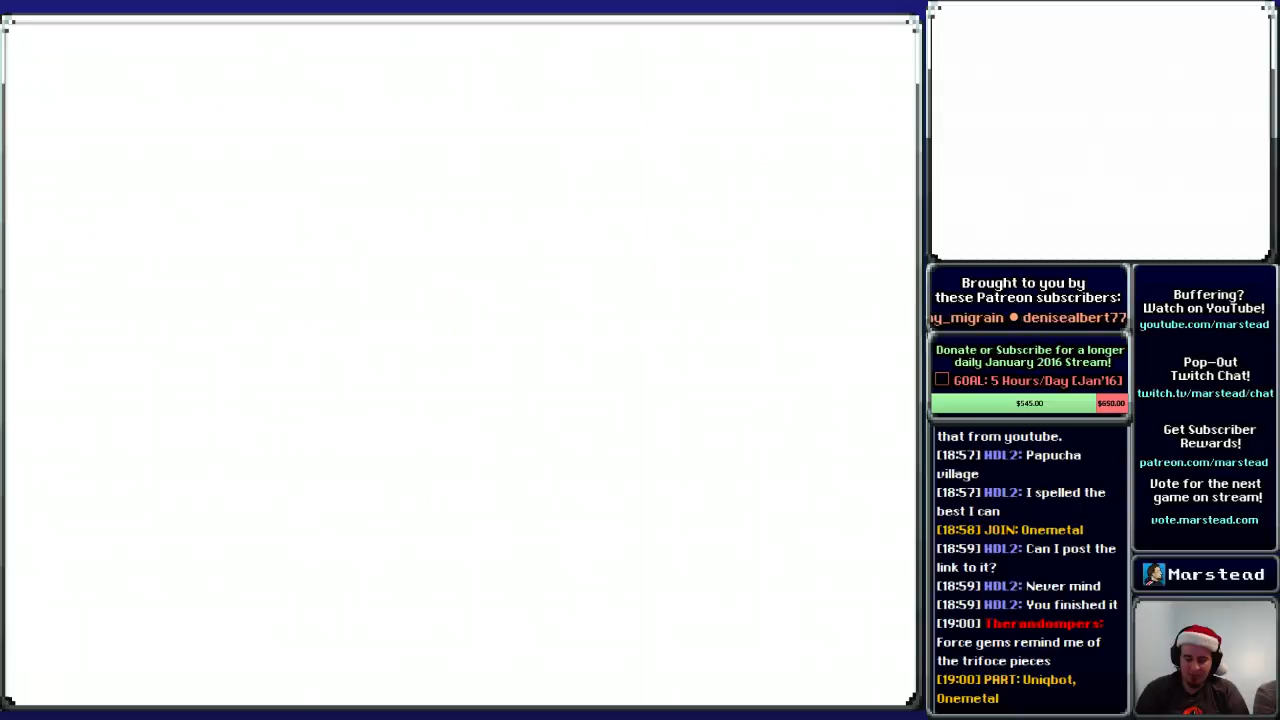 Brought to you by
these Patreon subscribers:
y_migrain ● denisealbert77
Donate or Subscribe for a longer
daily January 2016 Stream!
GOAL: 5 Hours/Day [Jan'16]
$545.00 $650.00
that from youtube.
[18:57] HDL2: Papucha
village
[18:57] HDL2: I spelled the
best I can
[18:58] JOIN: Onemetal
[18:59] HDL2: Can I post the
link to it?
[18:59] HDL2: Never mind
[18:59] HDL2: You finished it
[19:00] Therandompers:
Force gems remind me of
the trifoce pieces
[19:00] PART: Uniqbot,
Onemetal
Buffering?
Watch on YouTube!
youtube.com/marstead
Pop-Out
Twitch Chat!
twitch.tv/marstead/chat
Get Subscriber
Rewards!
patreon.com/marstead
Vote for the next
game on stream!
vote.marstead.com
Marstead